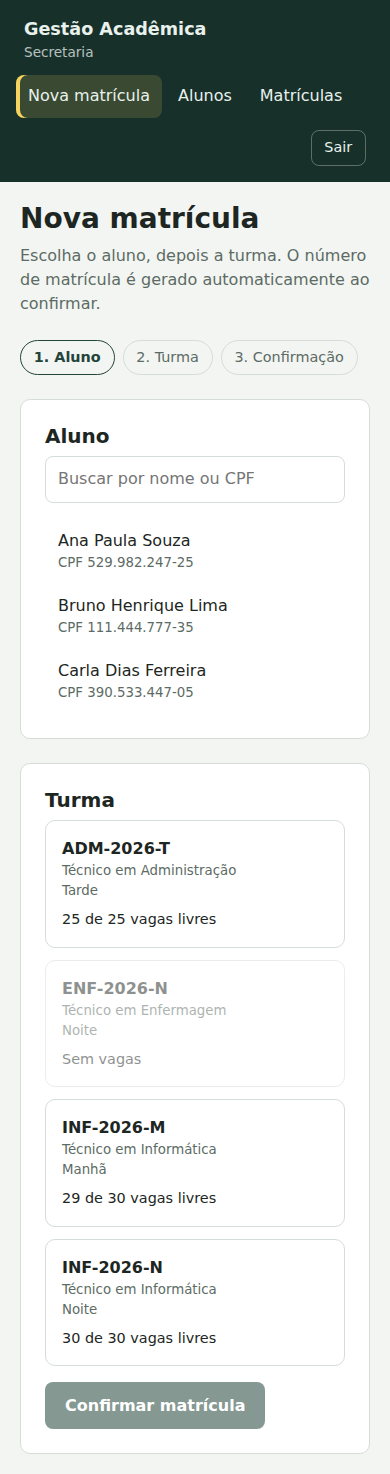 Gestão Acadêmica
Secretaria
Nova matrícula
Alunos
Matrículas
Sair
Nova matrícula
Escolha o aluno, depois a turma. O número
de matrícula é gerado automaticamente ao
confirmar.
1. Aluno
2. Turma
3. Confirmação
Aluno
Buscar por nome ou CPF
Ana Paula Souza
CPF 529.982.247-25
Bruno Henrique Lima
CPF 111.444.777-35
Carla Dias Ferreira
CPF 390.533.447-05
Turma
ADM-2026-T
Técnico em Administração
Tarde
25 de 25 vagas livres
ENF-2026-N
Técnico em Enfermagem
Noite
Sem vagas
INF-2026-M
Técnico em Informática
Manhã
29 de 30 vagas livres
INF-2026-N
Técnico em Informática
Noite
30 de 30 vagas livres
Confirmar matrícula